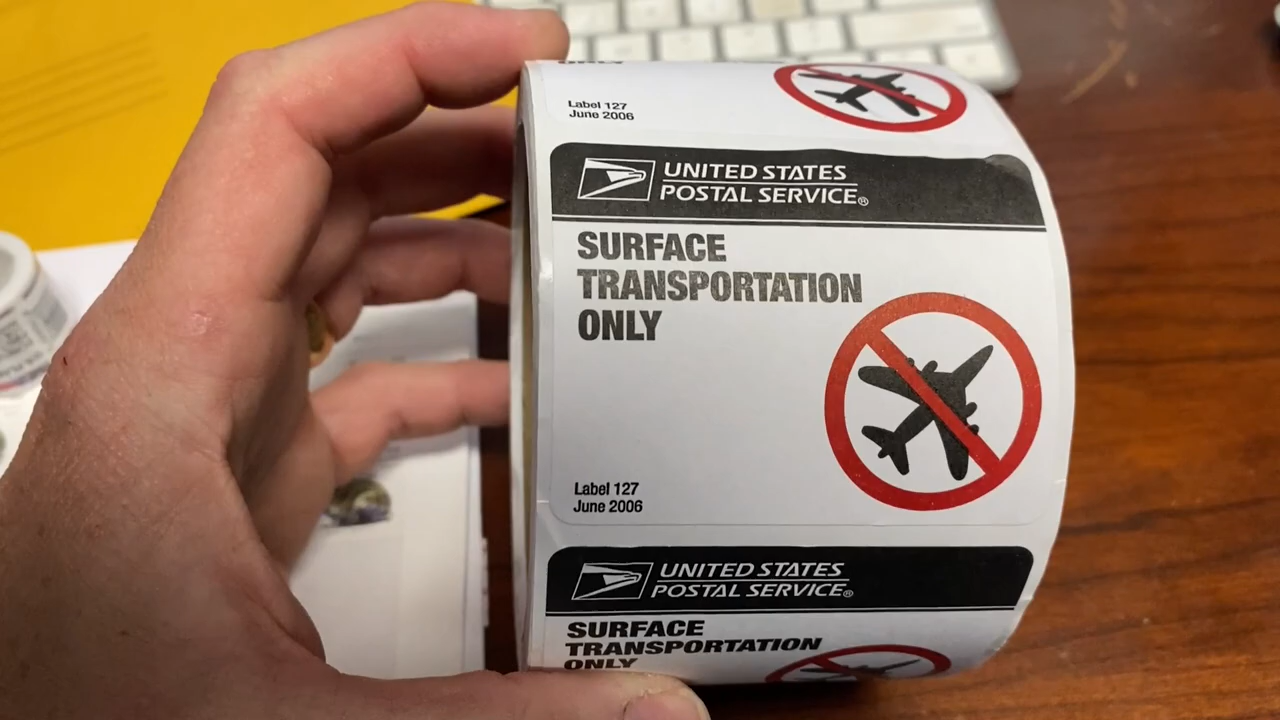 Label 127
June 2006
UNITED STATES
POSTAL SERVICE®
SURFACE
TRANSPORTATION
ONLY
Label 127
June 2006
UNITED STATES
POSTAL SERVICE®
SURFACE
TRANSPORTATION
ONLY